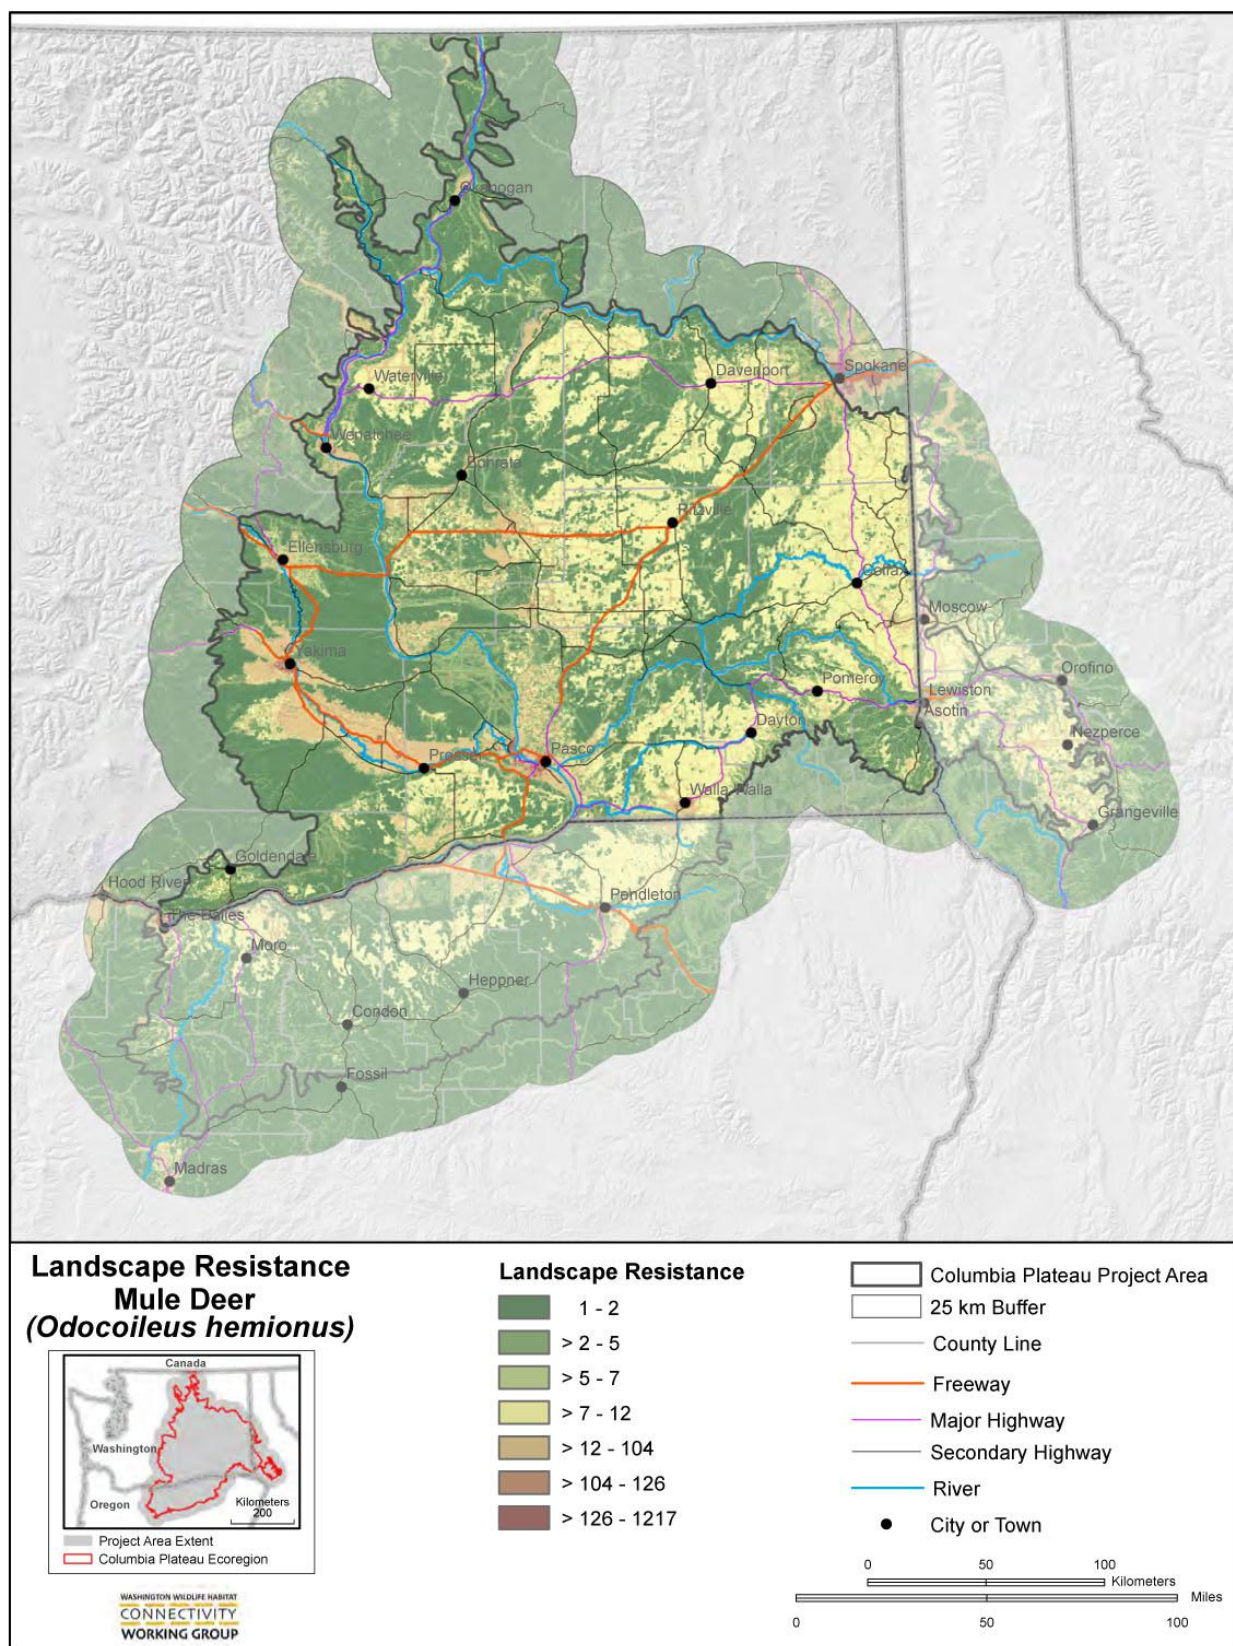 Okanogan
Spokane
Davenport
Waterville
Wenatchee
Ephrata
Ritzville
Ellensburg
Colfax
Moscow
Yakima
Orofino
Pomeroy
Lewiston
Asotin
Dayton
Nezperce
Pasco
Prosser
Walla Walla
Grangeville
Goldendale
Hood River
Pendleton
The Dalles
Moro
Heppner
Condon
Fossil
Madras
Landscape Resistance
Mule Deer
(Odocoileus hemionus)
Canada
Washington
Oregon
Kilometers
200
Project Area Extent
Columbia Plateau Ecoregion
WASHINGTON WILDLIFE HABITAT
CONNECTIVITY
WORKING GROUP
Landscape Resistance
1 - 2
> 2 - 5
> 5 - 7
> 7 - 12
> 12 - 104
> 104 - 126
> 126 - 1217
Columbia Plateau Project Area
25 km Buffer
County Line
Freeway
Major Highway
Secondary Highway
River
City or Town
0 50 100
Kilometers
Miles
0 50 100